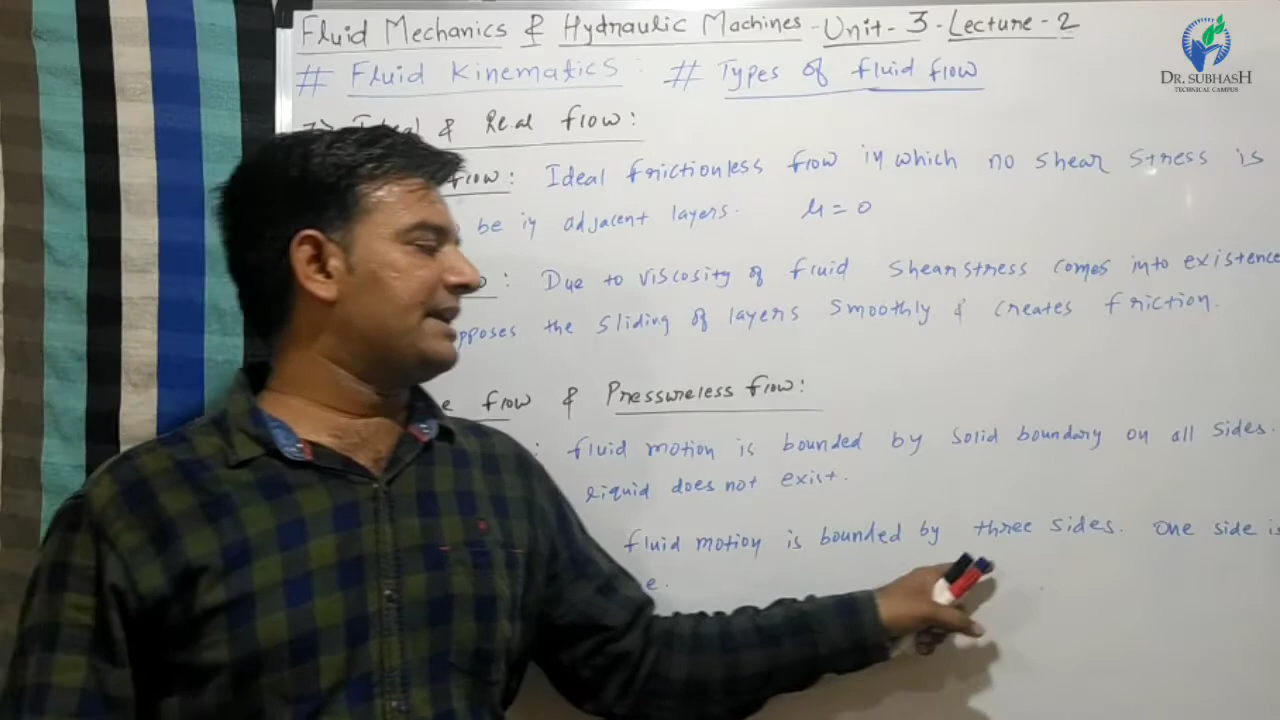 Fluid Mechanics & Hydraulic Machines - Unit - 3 - Lecture - 2
# Fluid Kinematics : # Types of fluid flow
DR. SUBHASH
TECHNICAL CAMPUS
& Real flow :
flow : Ideal frictionless flow in which no shear stress is
be in adjacent layers. μ = 0
: Due to viscosity of fluid shear stress comes into existence
the sliding of layers smoothly & creates friction.
flow & Pressureless flow :
: fluid motion is bounded by solid boundary on all sides.
liquid does not exist.
fluid motion is bounded by three sides. One side is